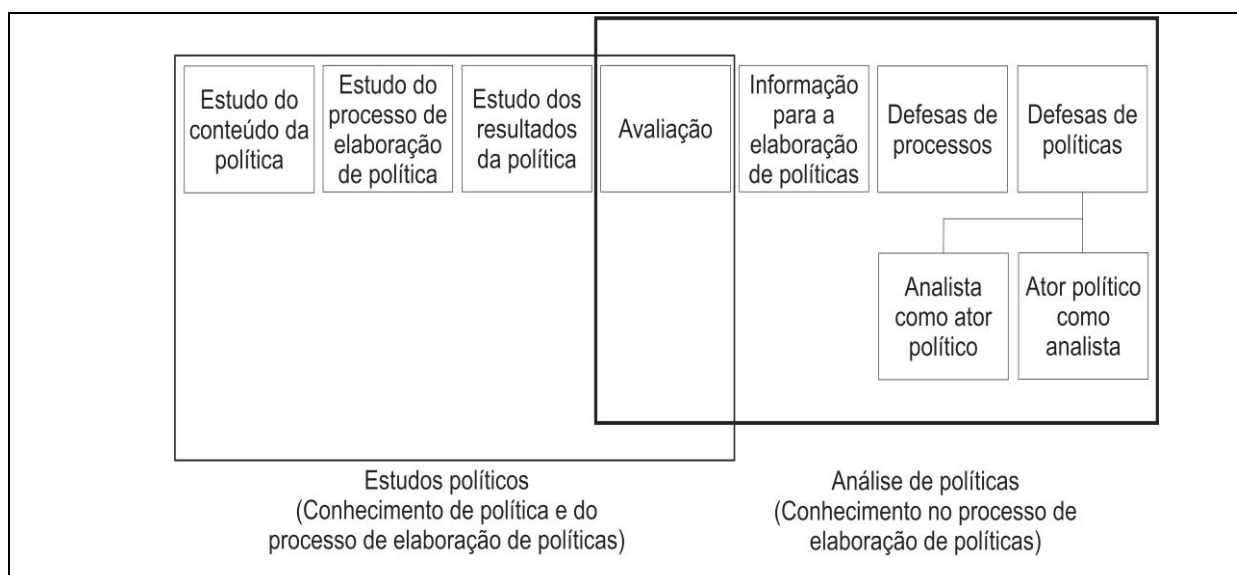 Estudo do
conteúdo da
política
Estudo do
processo de
elaboração
de política
Estudo dos
resultados
da política
Avaliação
Informação
para a
elaboração
de políticas
Defesas de
processos
Defesas de
políticas
Analista
como ator
político
Ator político
como
analista
Estudos políticos
(Conhecimento de política e do
processo de elaboração de políticas)
Análise de políticas
(Conhecimento no processo de
elaboração de políticas)